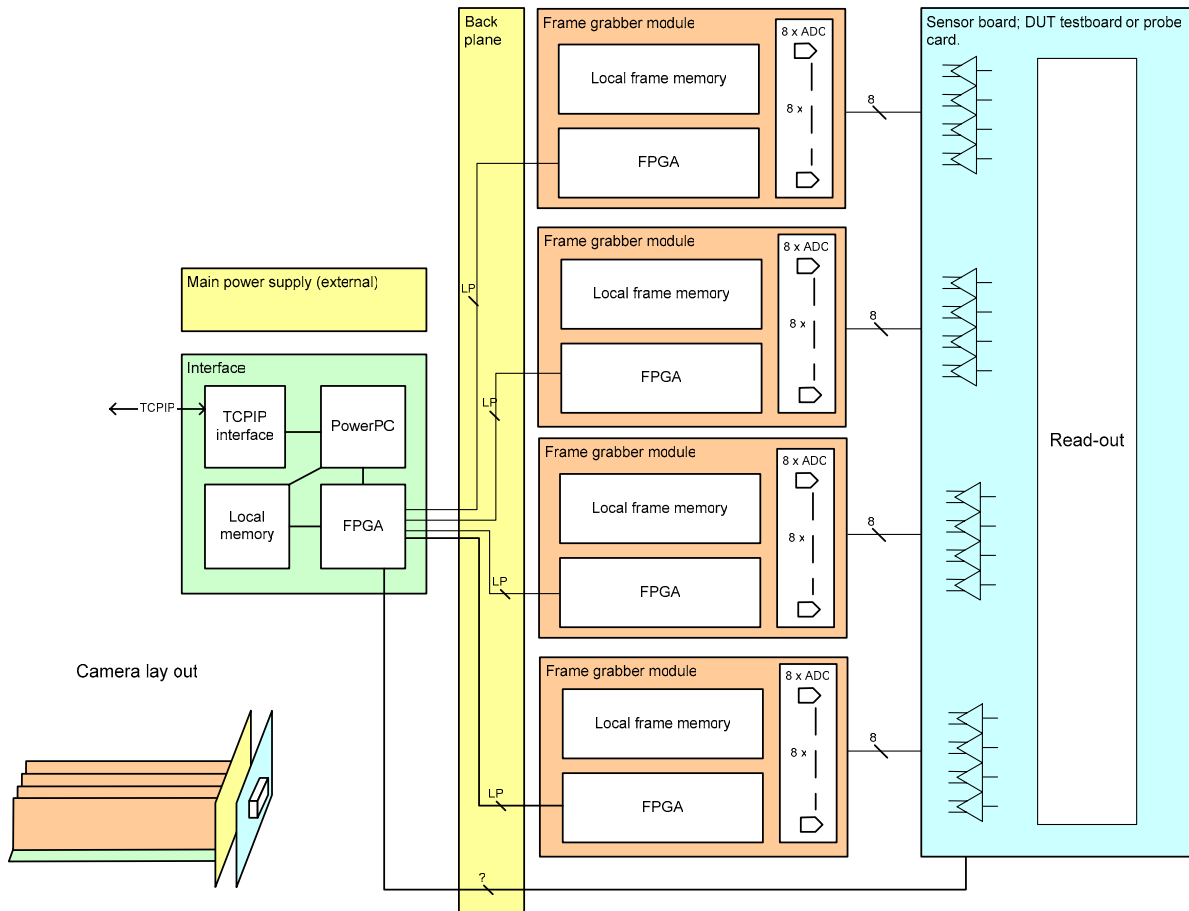 Back
plane
Frame grabber module
8 x ADC
Local frame memory
8 x
FPGA
8
Sensor board; DUT testboard or probe
card.
Read-out
LP
Frame grabber module
8 x ADC
Local frame memory
8 x
FPGA
8
LP
Main power supply (external)
Interface
TCPIP
TCPIP
interface
PowerPC
Local
memory
FPGA
Frame grabber module
8 x ADC
Local frame memory
8 x
FPGA
8
LP
Frame grabber module
8 x ADC
Local frame memory
8 x
FPGA
8
LP
?
Camera lay out